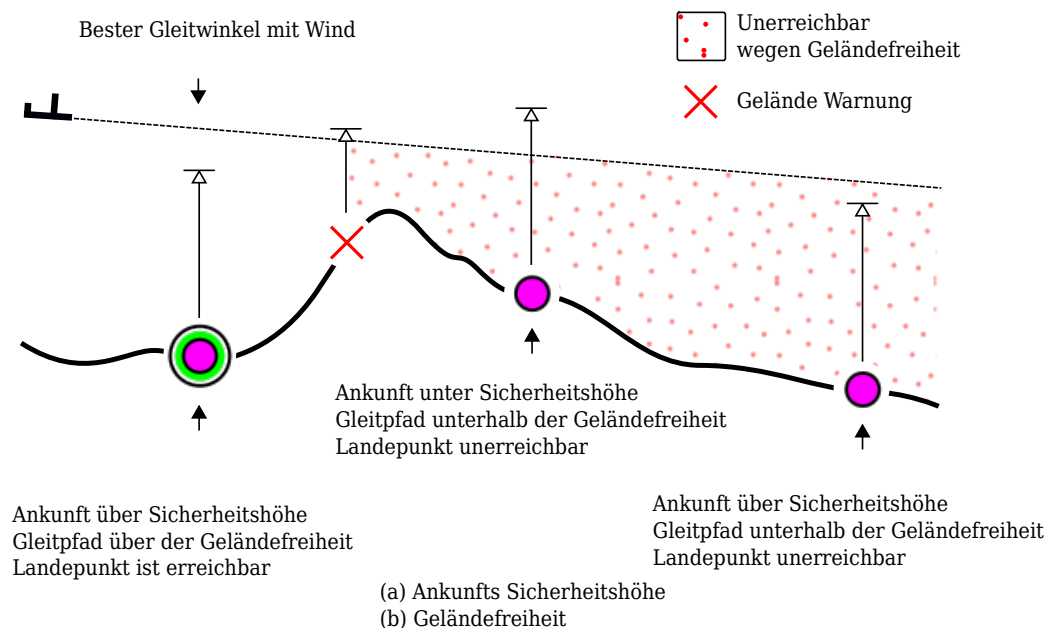 Bester Gleitwinkel mit Wind
Unerreichbar
wegen Geländefreiheit
Gelände Warnung
Ankunft unter Sicherheitshöhe
Gleitpfad unterhalb der Geländefreiheit
Landepunkt unerreichbar
Ankunft über Sicherheitshöhe
Gleitpfad über der Geländefreiheit
Landepunkt ist erreichbar
Ankunft über Sicherheitshöhe
Gleitpfad unterhalb der Geländefreiheit
Landepunkt unerreichbar
(a) Ankunfts Sicherheitshöhe
(b) Geländefreiheit